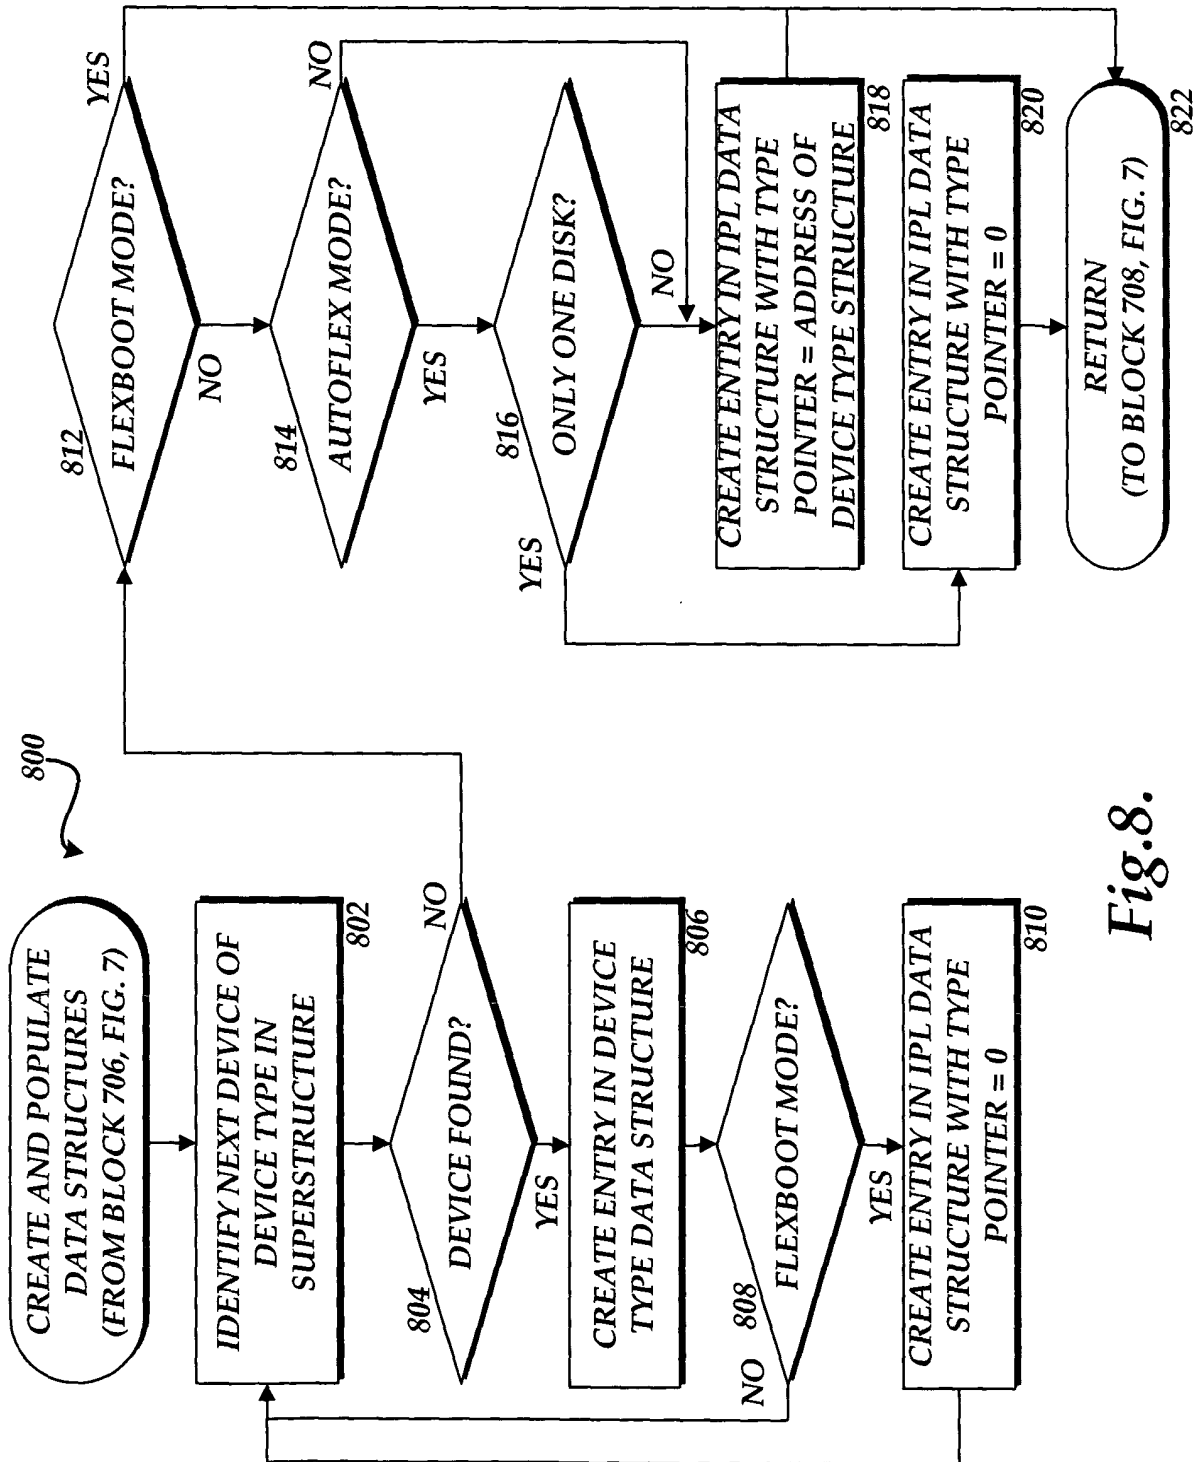 800
CREATE AND POPULATE
DATA STRUCTURES
(FROM BLOCK 706, FIG. 7)
IDENTIFY NEXT DEVICE OF
DEVICE TYPE IN
SUPERSTRUCTURE
802
804
DEVICE FOUND?
NO
YES
CREATE ENTRY IN DEVICE
TYPE DATA STRUCTURE
806
808
FLEXBOOT MODE?
NO
YES
CREATE ENTRY IN IPL DATA
STRUCTURE WITH TYPE
POINTER = 0
810
812
FLEXBOOT MODE?
YES
NO
814
AUTOFLEX MODE?
NO
YES
816
ONLY ONE DISK?
YES
NO
CREATE ENTRY IN IPL DATA
STRUCTURE WITH TYPE
POINTER = ADDRESS OF
DEVICE TYPE STRUCTURE
818
CREATE ENTRY IN IPL DATA
STRUCTURE WITH TYPE
POINTER = 0
820
RETURN
(TO BLOCK 708, FIG. 7)
822
Fig.8.